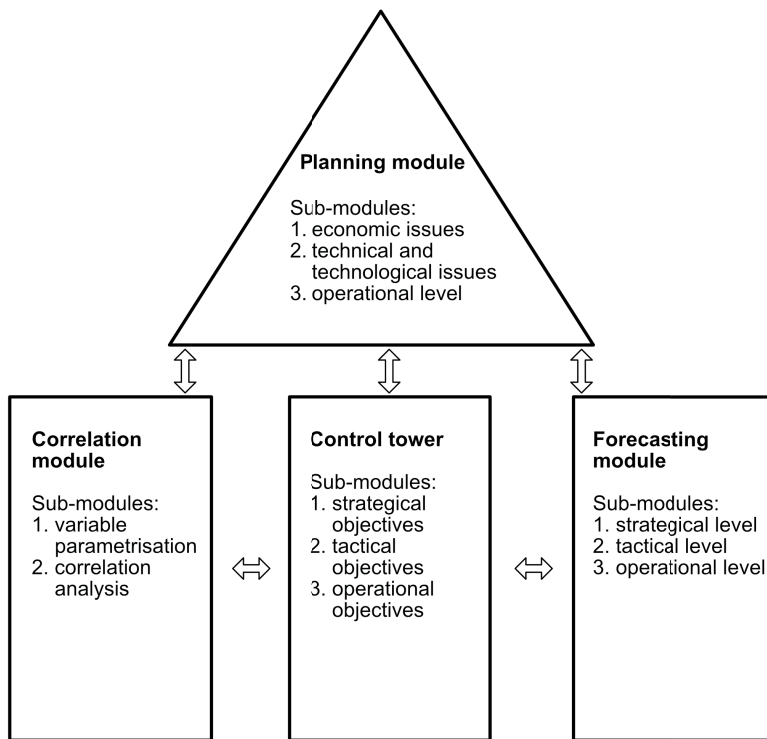 Planning module
Sub-modules:
1. economic issues
2. technical and
technological issues
3. operational level
Correlation
module
Sub-modules:
1. variable
parametrisation
2. correlation
analysis
Control tower
Sub-modules:
1. strategical
objectives
2. tactical
objectives
3. operational
objectives
Forecasting
module
Sub-modules:
1. strategical level
2. tactical level
3. operational level